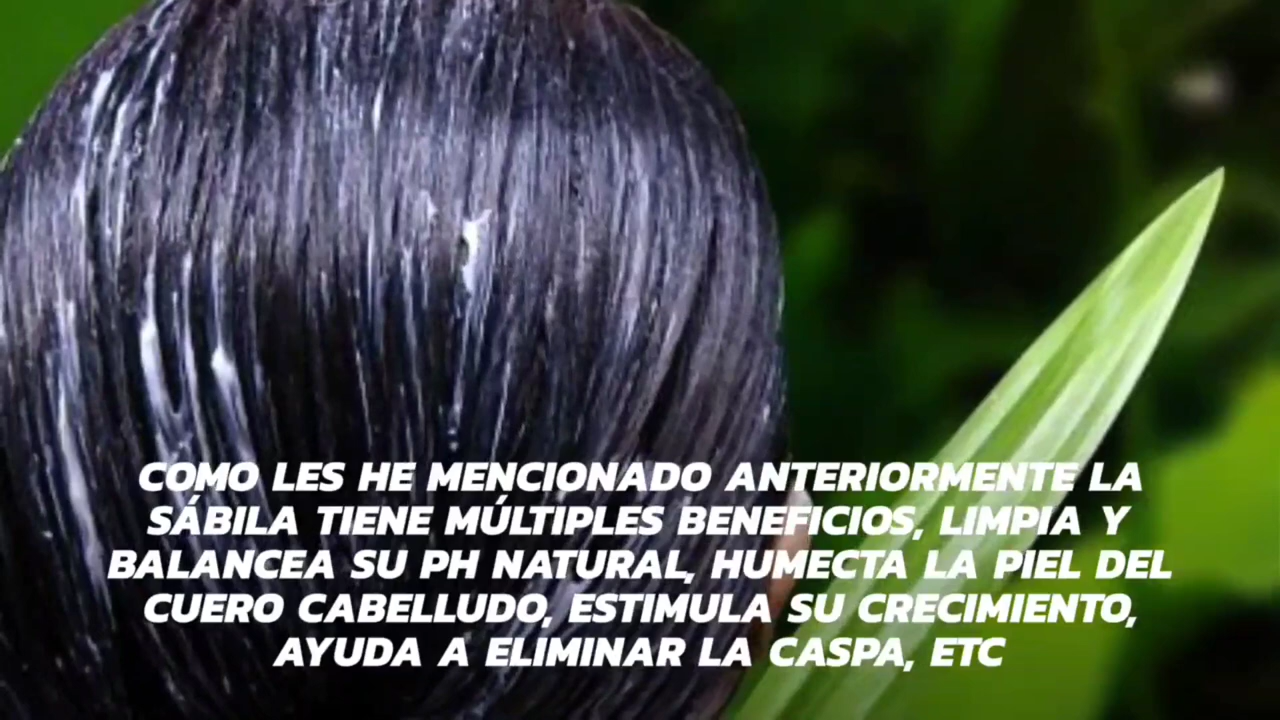 COMO LES HE MENCIONADO ANTERIORMENTE LA
SÁBILA TIENE MÚLTIPLES BENEFICIOS, LIMPIA Y
BALANCEA SU PH NATURAL, HUMECTA LA PIEL DEL
CUERO CABELLUDO, ESTIMULA SU CRECIMIENTO,
AYUDA A ELIMINAR LA CASPA, ETC